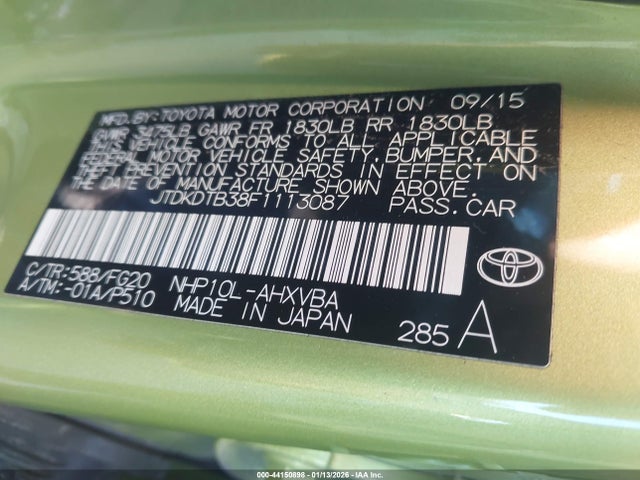 MFD. BY: TOYOTA MOTOR CORPORATION 09/15
GVWR 3475LB GAWR FR 1830LB RR 1830LB
THIS VEHICLE CONFORMS TO ALL APPLICABLE
FEDERAL MOTOR VEHICLE SAFETY, BUMPER, AND
THEFT PREVENTION STANDARDS IN EFFECT ON
THE DATE OF MANUFACTURE SHOWN ABOVE.
JTDKDTB38F1113087 PASS.CAR
C/TR:588/FG20 NHP10L-AHXVBA
A/TM:-01A/P510 MADE IN JAPAN
285 A
000-44150898 - 01/13/2026 - IAA Inc.